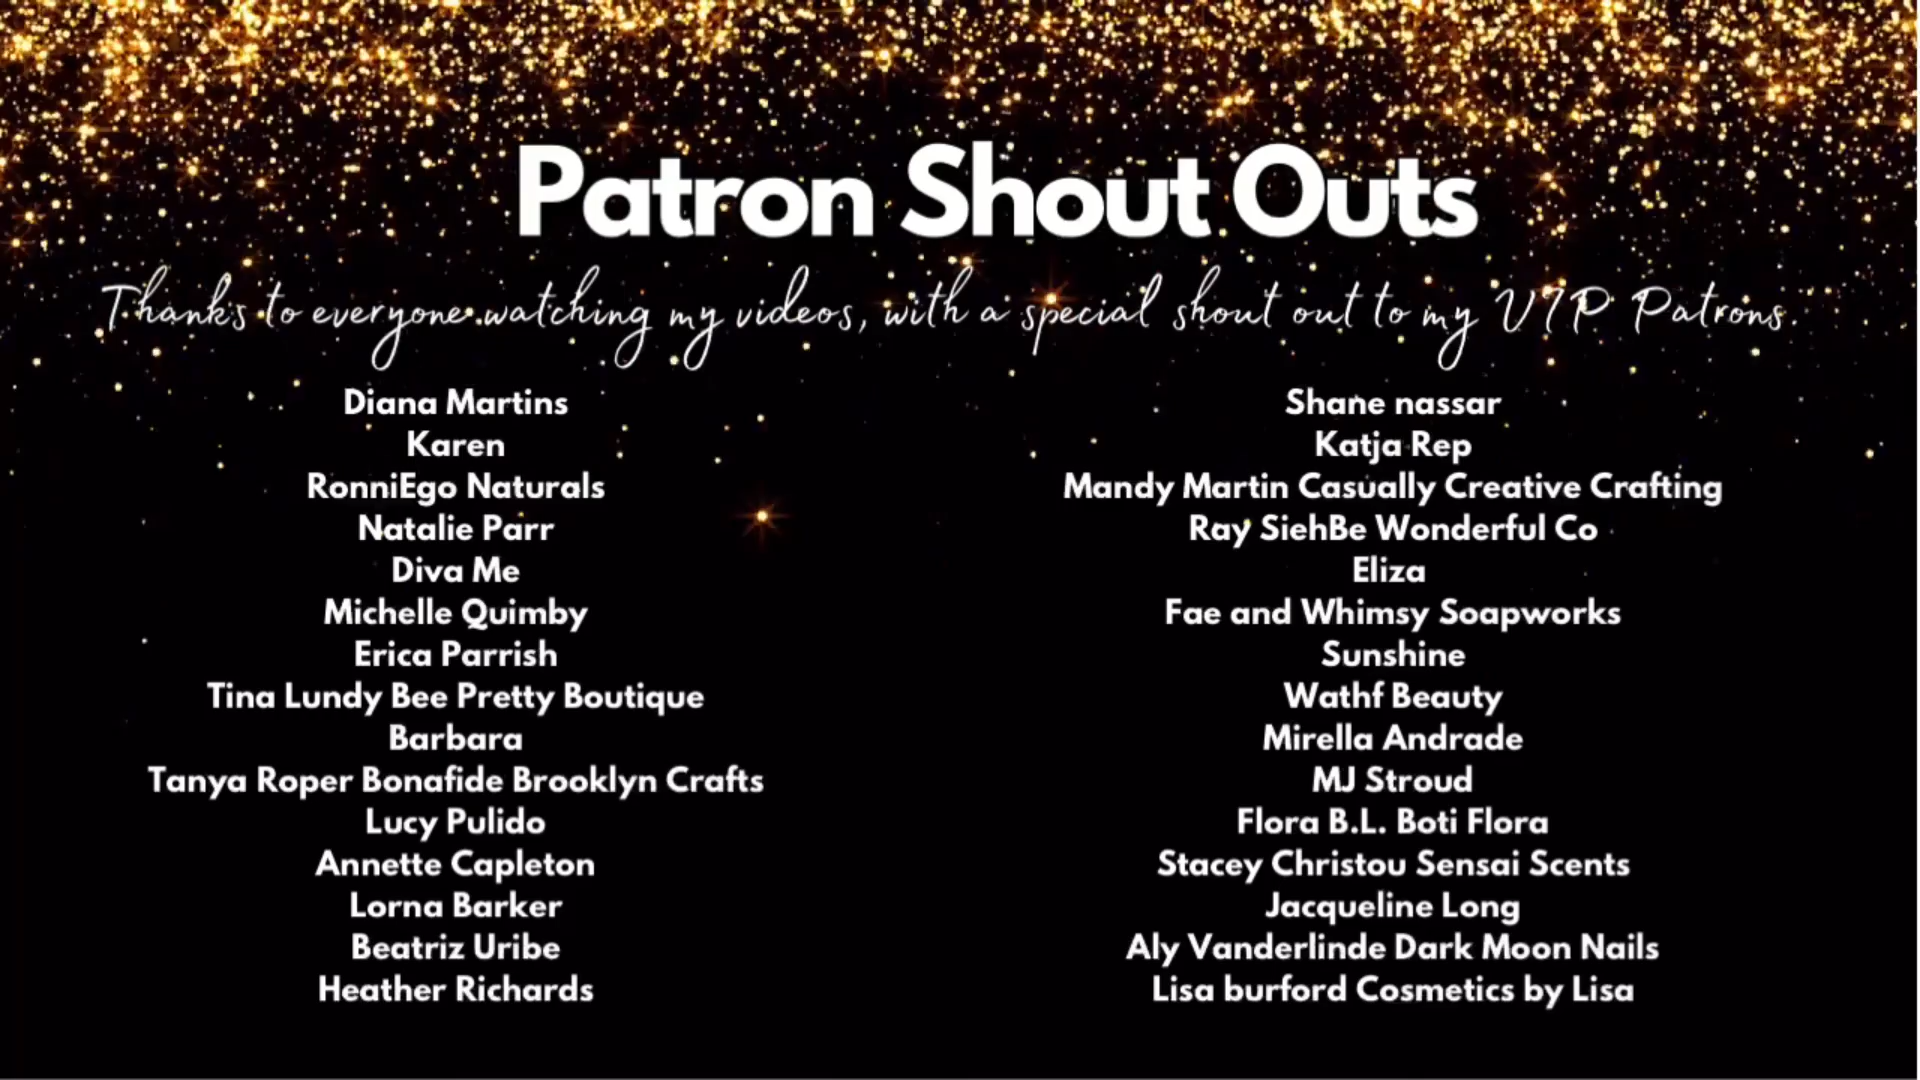 Patron Shout Outs
Thanks to everyone watching my videos, with a special shout out to my VIP Patrons.
Diana Martins
Karen
RonniEgo Naturals
Natalie Parr
Diva Me
Michelle Quimby
Erica Parrish
Tina Lundy Bee Pretty Boutique
Barbara
Tanya Roper Bonafide Brooklyn Crafts
Lucy Pulido
Annette Capleton
Lorna Barker
Beatriz Uribe
Heather Richards
Shane nassar
Katja Rep
Mandy Martin Casually Creative Crafting
Ray SiehBe Wonderful Co
Eliza
Fae and Whimsy Soapworks
Sunshine
Wathf Beauty
Mirella Andrade
MJ Stroud
Flora B.L. Boti Flora
Stacey Christou Sensai Scents
Jacqueline Long
Aly Vanderlinde Dark Moon Nails
Lisa burford Cosmetics by Lisa